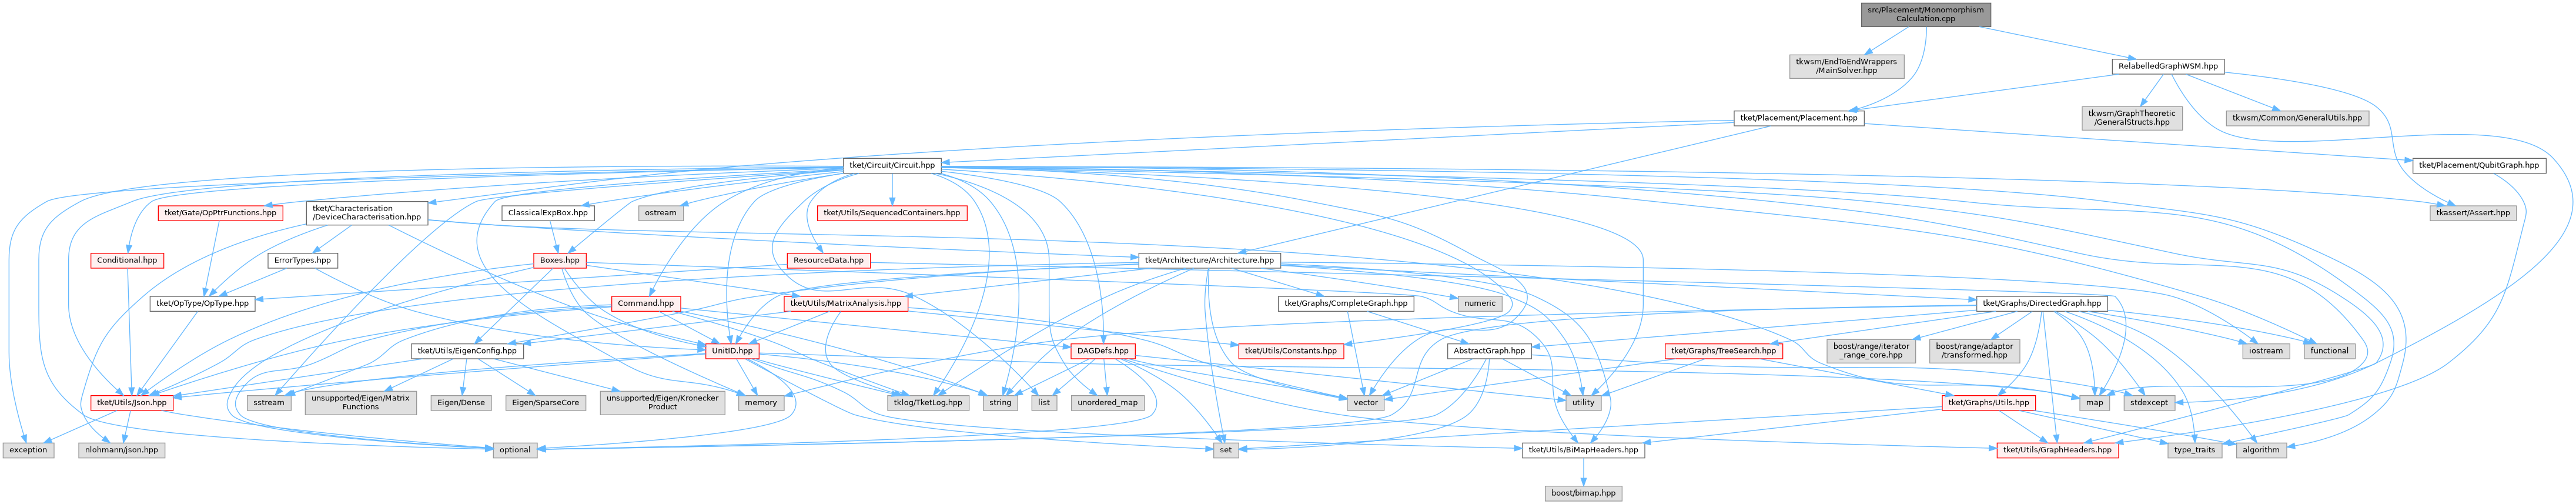 src/Placement/Monomorphism
Calculation.cpp
tkwsm/EndToEndWrappers
/MainSolver.hpp
RelabelledGraphWSM.hpp
tket/Placement/Placement.hpp
tkwsm/GraphTheoretic
/GeneralStructs.hpp
tkwsm/Common/GeneralUtils.hpp
tket/Circuit/Circuit.hpp
tket/Placement/QubitGraph.hpp
tket/Gate/OpPtrFunctions.hpp
tket/Characterisation
/DeviceCharacterisation.hpp
ClassicalExpBox.hpp
ostream
tket/Utils/SequencedContainers.hpp
tkassert/Assert.hpp
Conditional.hpp
ErrorTypes.hpp
Boxes.hpp
ResourceData.hpp
tket/Architecture/Architecture.hpp
tket/OpType/OpType.hpp
Command.hpp
tket/Utils/MatrixAnalysis.hpp
tket/Graphs/CompleteGraph.hpp
numeric
tket/Graphs/DirectedGraph.hpp
tket/Utils/EigenConfig.hpp
UnitID.hpp
DAGDefs.hpp
tket/Utils/Constants.hpp
AbstractGraph.hpp
tket/Graphs/TreeSearch.hpp
boost/range/iterator
_range_core.hpp
boost/range/adaptor
/transformed.hpp
iostream
functional
tket/Utils/Json.hpp
sstream
unsupported/Eigen/Matrix
Functions
Eigen/Dense
Eigen/SparseCore
unsupported/Eigen/Kronecker
Product
memory
tklog/TketLog.hpp
string
list
unordered_map
vector
utility
tket/Graphs/Utils.hpp
map
stdexcept
exception
nlohmann/json.hpp
optional
set
tket/Utils/BiMapHeaders.hpp
tket/Utils/GraphHeaders.hpp
type_traits
algorithm
boost/bimap.hpp